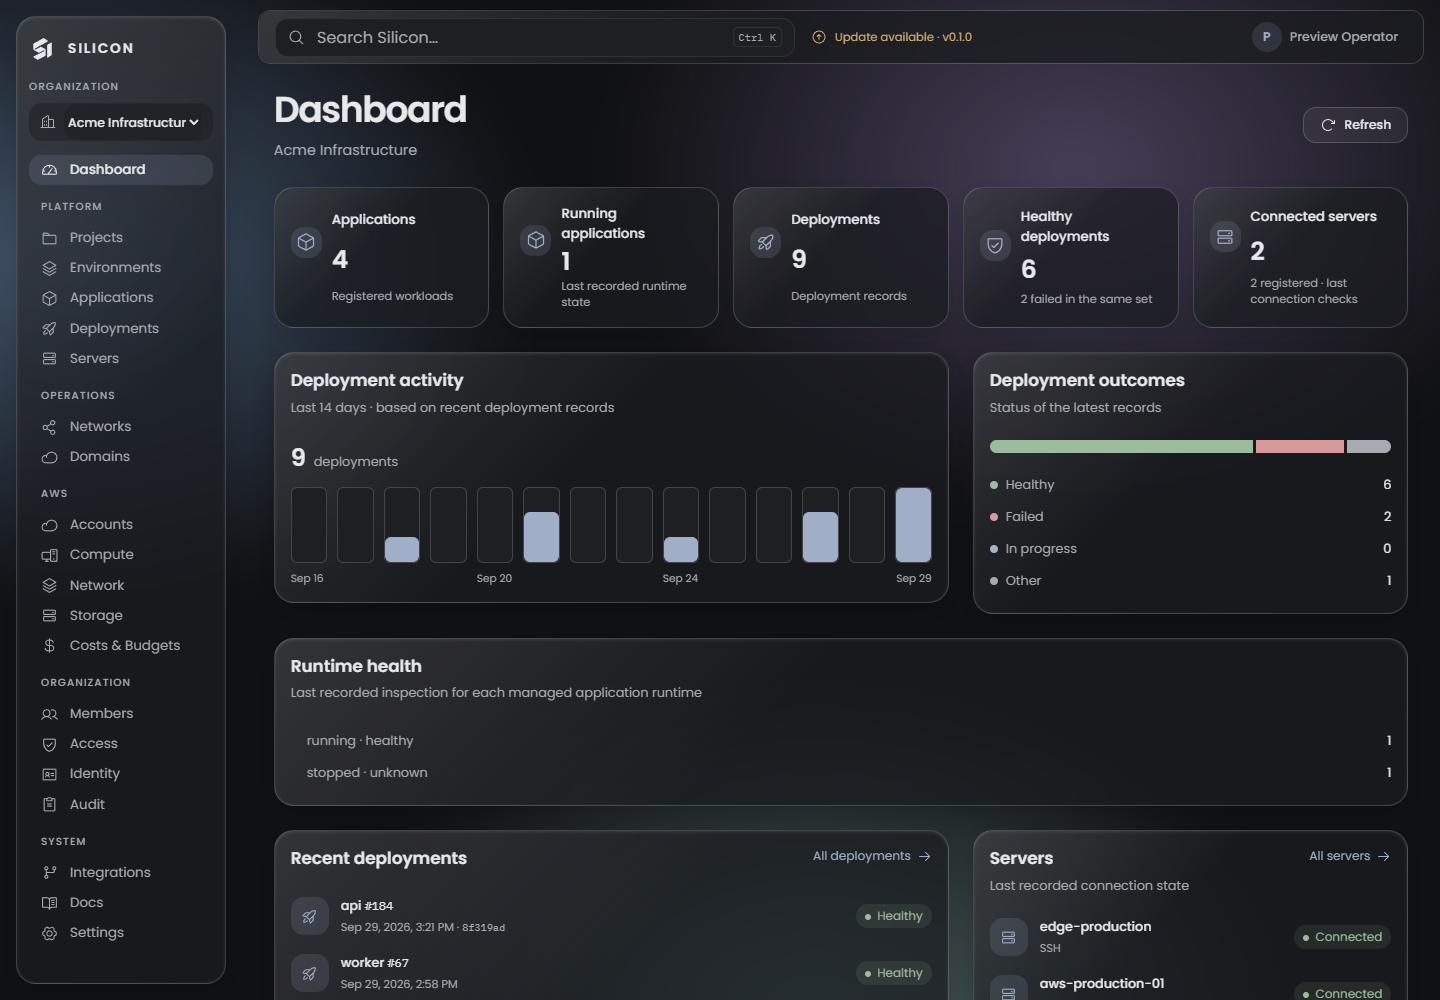 SILICON
ORGANIZATION
Acme Infrastructur
Dashboard
PLATFORM
Projects
Environments
Applications
Deployments
Servers
OPERATIONS
Networks
Domains
AWS
Accounts
Compute
Network
Storage
Costs & Budgets
ORGANIZATION
Members
Access
Identity
Audit
SYSTEM
Integrations
Docs
Settings
Search Silicon...
Ctrl K
Update available · v0.1.0
P
Preview Operator
Dashboard
Acme Infrastructure
Refresh
Applications
4
Registered workloads
Running
applications
1
Last recorded runtime
state
Deployments
9
Deployment records
Healthy
deployments
6
2 failed in the same set
Connected servers
2
2 registered · last
connection checks
Deployment activity
Last 14 days · based on recent deployment records
9 deployments
Sep 16
Sep 20
Sep 24
Sep 29
Deployment outcomes
Status of the latest records
Healthy 6
Failed 2
In progress 0
Other 1
Runtime health
Last recorded inspection for each managed application runtime
running · healthy 1
stopped · unknown 1
Recent deployments
All deployments →
api #184
Sep 29, 2026, 3:21 PM · 8f319ad
Healthy
worker #67
Sep 29, 2026, 2:58 PM
Healthy
Servers
All servers →
Last recorded connection state
edge-production
SSH
Connected
aws-production-01
Connected